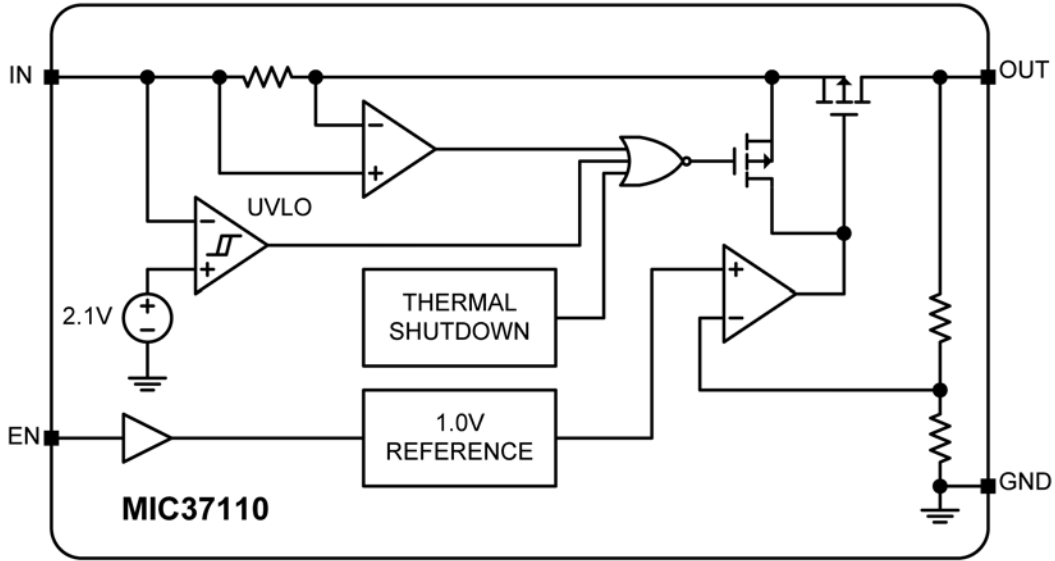 IN
OUT
−
+
UVLO
−
+
+
−
2.1V
+
−
THERMAL
SHUTDOWN
+
−
EN
1.0V
REFERENCE
GND
MIC37110